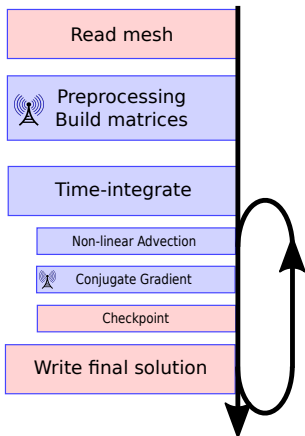 Read mesh
Preprocessing
Build matrices
Time-integrate
Non-linear Advection
Conjugate Gradient
Checkpoint
Write final solution